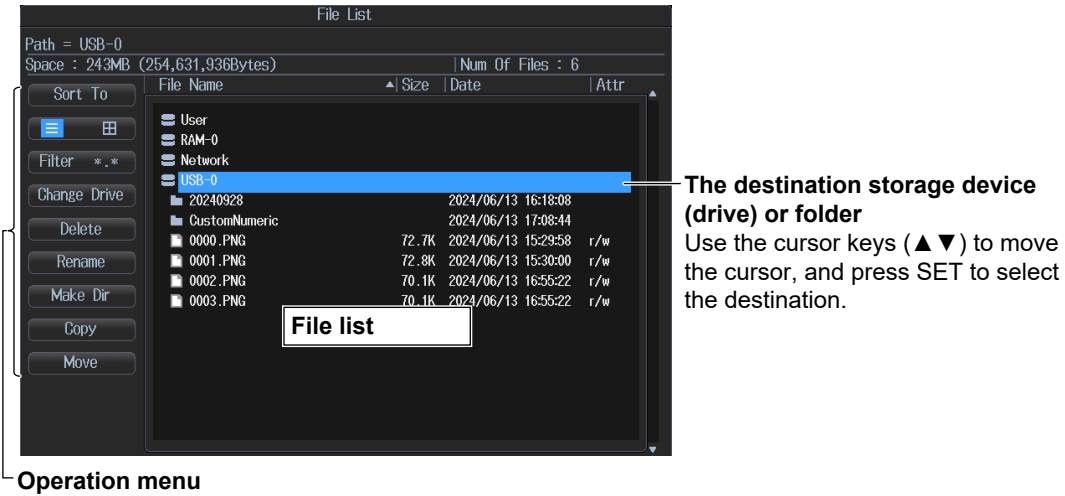 File List
Path = USB-0
Space : 243MB (254,631,936Bytes) Num Of Files : 6
File Name ▲ Size Date Attr
Sort To
Filter *.*
Change Drive
Delete
Rename
Make Dir
Copy
Move
User
RAM-0
Network
USB-0
20240928 2024/06/13 16:18:08
CustomNumeric 2024/06/13 17:08:44
0000.PNG 72.7K 2024/06/13 15:29:58 r/w
0001.PNG 72.8K 2024/06/13 15:30:00 r/w
0002.PNG 70.1K 2024/06/13 16:55:22 r/w
0003.PNG 70.1K 2024/06/13 16:55:22 r/w
File list
The destination storage device
(drive) or folder
Use the cursor keys (▲▼) to move
the cursor, and press SET to select
the destination.
Operation menu